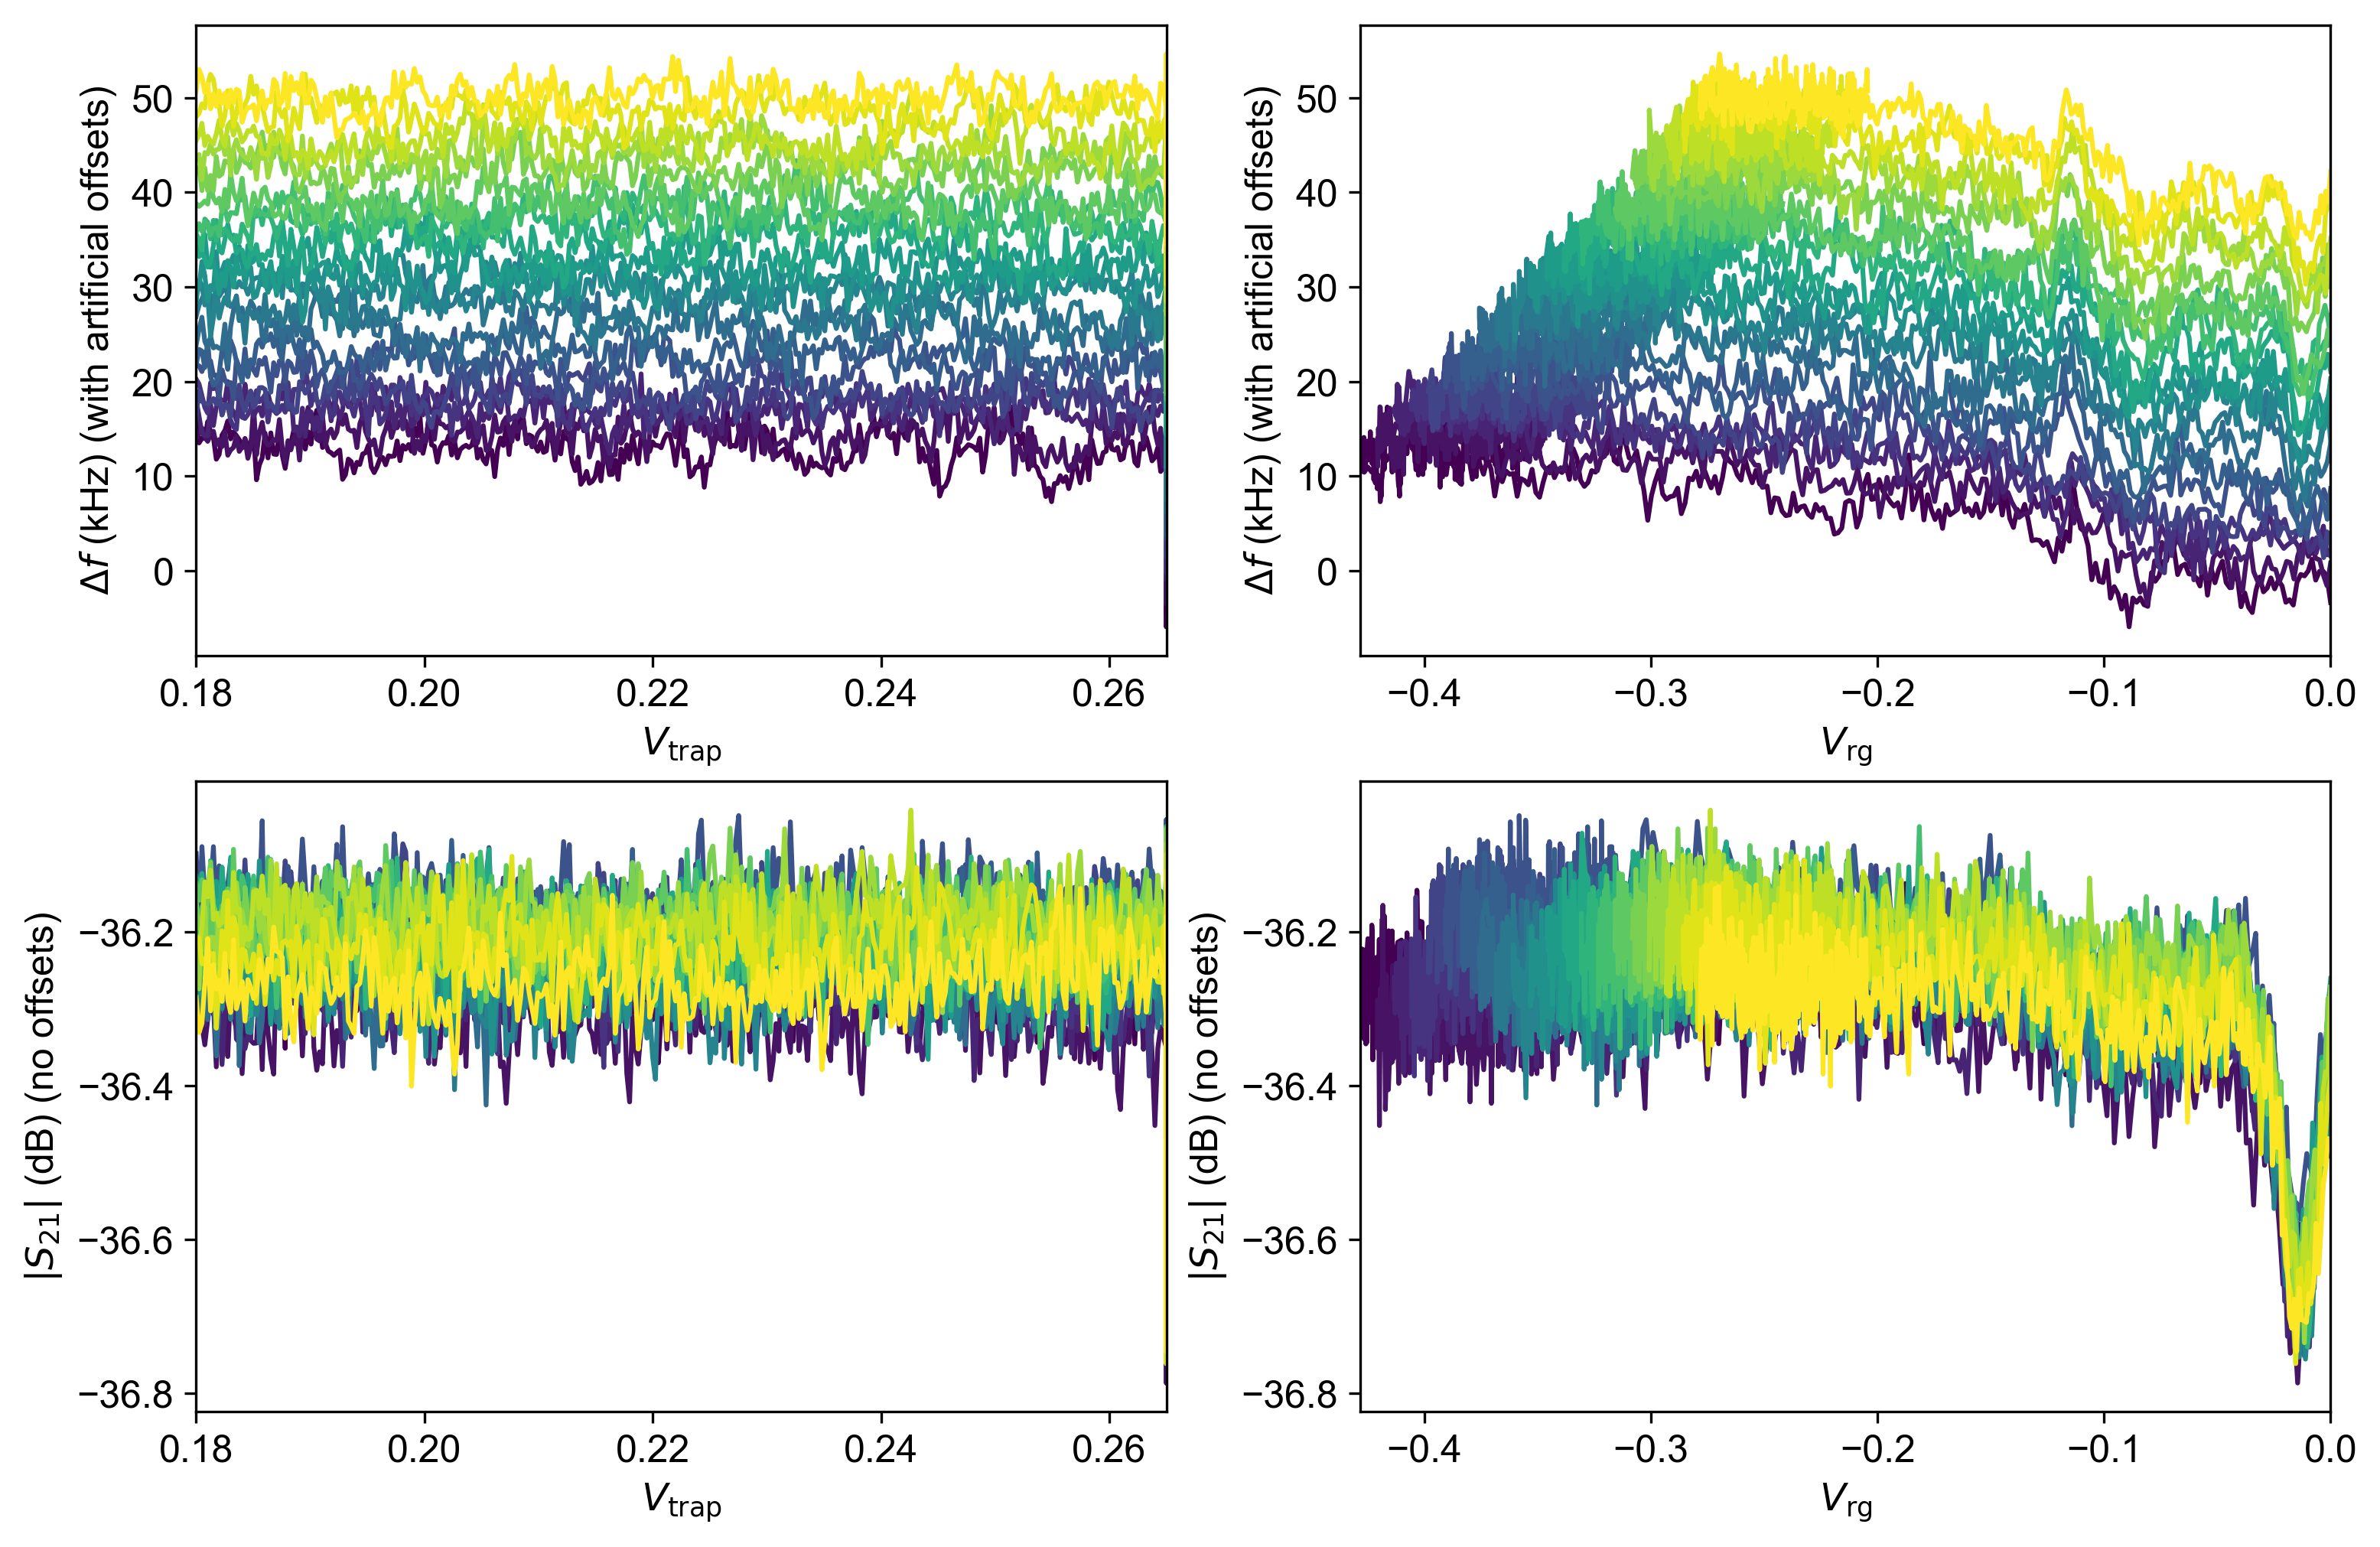 Δf (kHz) (with artificial offsets)
50
40
30
20
10
0
0.18 0.20 0.22 0.24 0.26
V_trap
Δf (kHz) (with artificial offsets)
50
40
30
20
10
0
−0.4 −0.3 −0.2 −0.1 0.0
V_rg
|S_21| (dB) (no offsets)
−36.2
−36.4
−36.6
−36.8
0.18 0.20 0.22 0.24 0.26
V_trap
|S_21| (dB) (no offsets)
−36.2
−36.4
−36.6
−36.8
−0.4 −0.3 −0.2 −0.1 0.0
V_rg